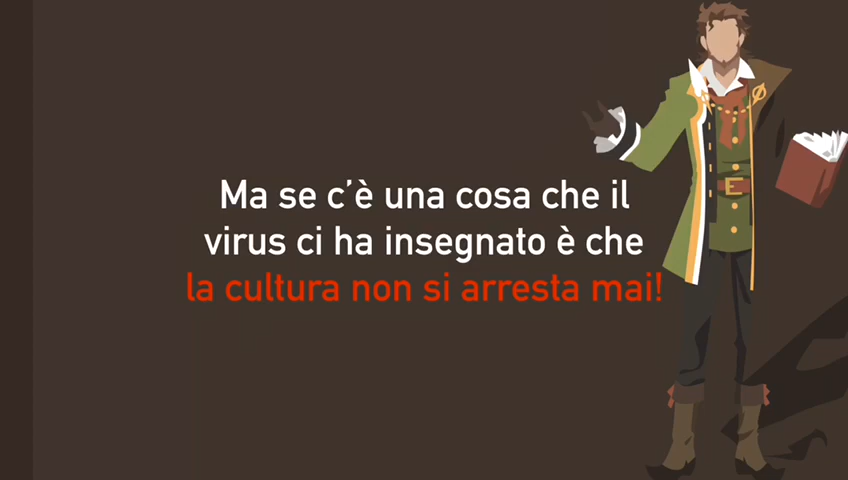 Ma se c’è una cosa che il
virus ci ha insegnato è che
la cultura non si arresta mai!